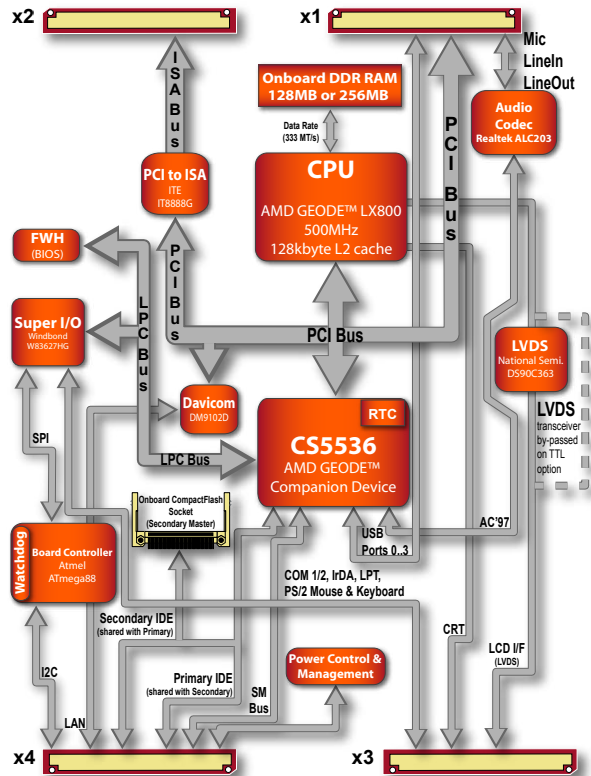 x2
x1
Mic
LineIn
LineOut
ISA Bus
Onboard DDR RAM
128MB or 256MB
Data Rate
(333 MT/s)
PCI Bus
Audio
Codec
Realtek ALC203
PCI to ISA
ITE
IT8888G
CPU
AMD GEODE™ LX800
500MHz
128kbyte L2 cache
FWH
(BIOS)
PCI Bus
LPC Bus
Super I/O
Windbond
W83627HG
PCI Bus
LVDS
National Semi.
DS90C363
Davicom
DM9102D
RTC
CS5536
AMD GEODE™
Companion Device
LVDS
transceiver
by-passed
on TTL
option
SPI
LPC Bus
Onboard CompactFlash
Socket
(Secondary Master)
Watchdog
Board Controller
Atmel
ATmega88
USB
Ports 0..3
AC'97
COM 1/2, IrDA, LPT,
PS/2 Mouse & Keyboard
Secondary IDE
(shared with Primary)
CRT
LCD I/F
(LVDS)
I2C
Primary IDE
(shared with Secondary)
SM
Bus
Power Control &
Management
LAN
x4
x3